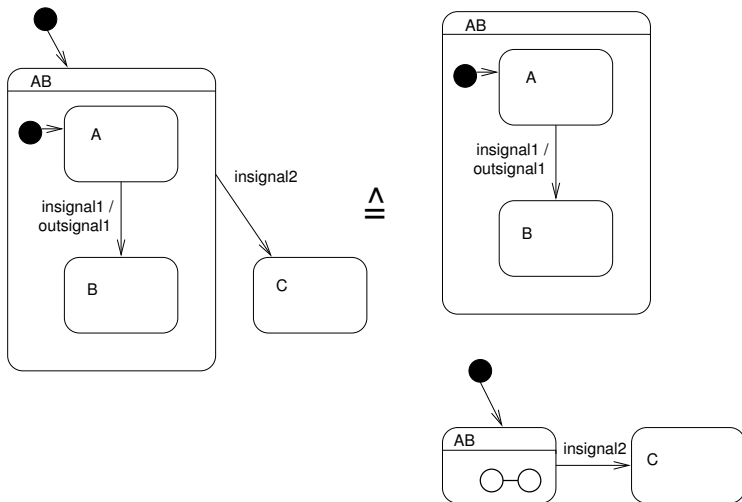 AB
A
insignal1 /
outsignal1
B
insignal2
C
≙
AB
A
insignal1 /
outsignal1
B
AB
insignal2
C